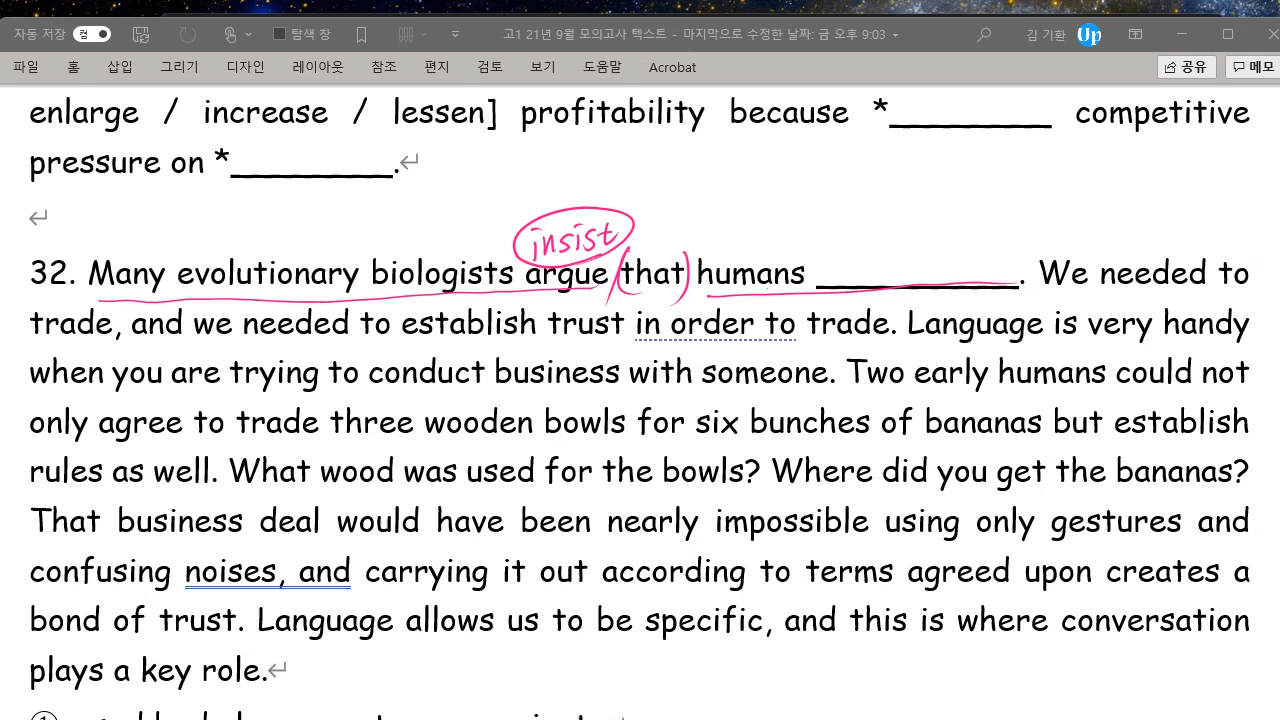 자동 저장 컴 탐색 창 고1 21년 9월 모의고사 텍스트 - 마지막으로 수정한 날짜: 금 오후 9:03 김 기환 Up
파일 홈 삽입 그리기 디자인 레이아웃 참조 편지 검토 보기 도움말 Acrobat 공유 메모
enlarge / increase / lessen] profitability because *__________ competitive
pressure on *__________.
insist
32. Many evolutionary biologists argue that humans ____________. We needed to
trade, and we needed to establish trust in order to trade. Language is very handy
when you are trying to conduct business with someone. Two early humans could not
only agree to trade three wooden bowls for six bunches of bananas but establish
rules as well. What wood was used for the bowls? Where did you get the bananas?
That business deal would have been nearly impossible using only gestures and
confusing noises, and carrying it out according to terms agreed upon creates a
bond of trust. Language allows us to be specific, and this is where conversation
plays a key role.